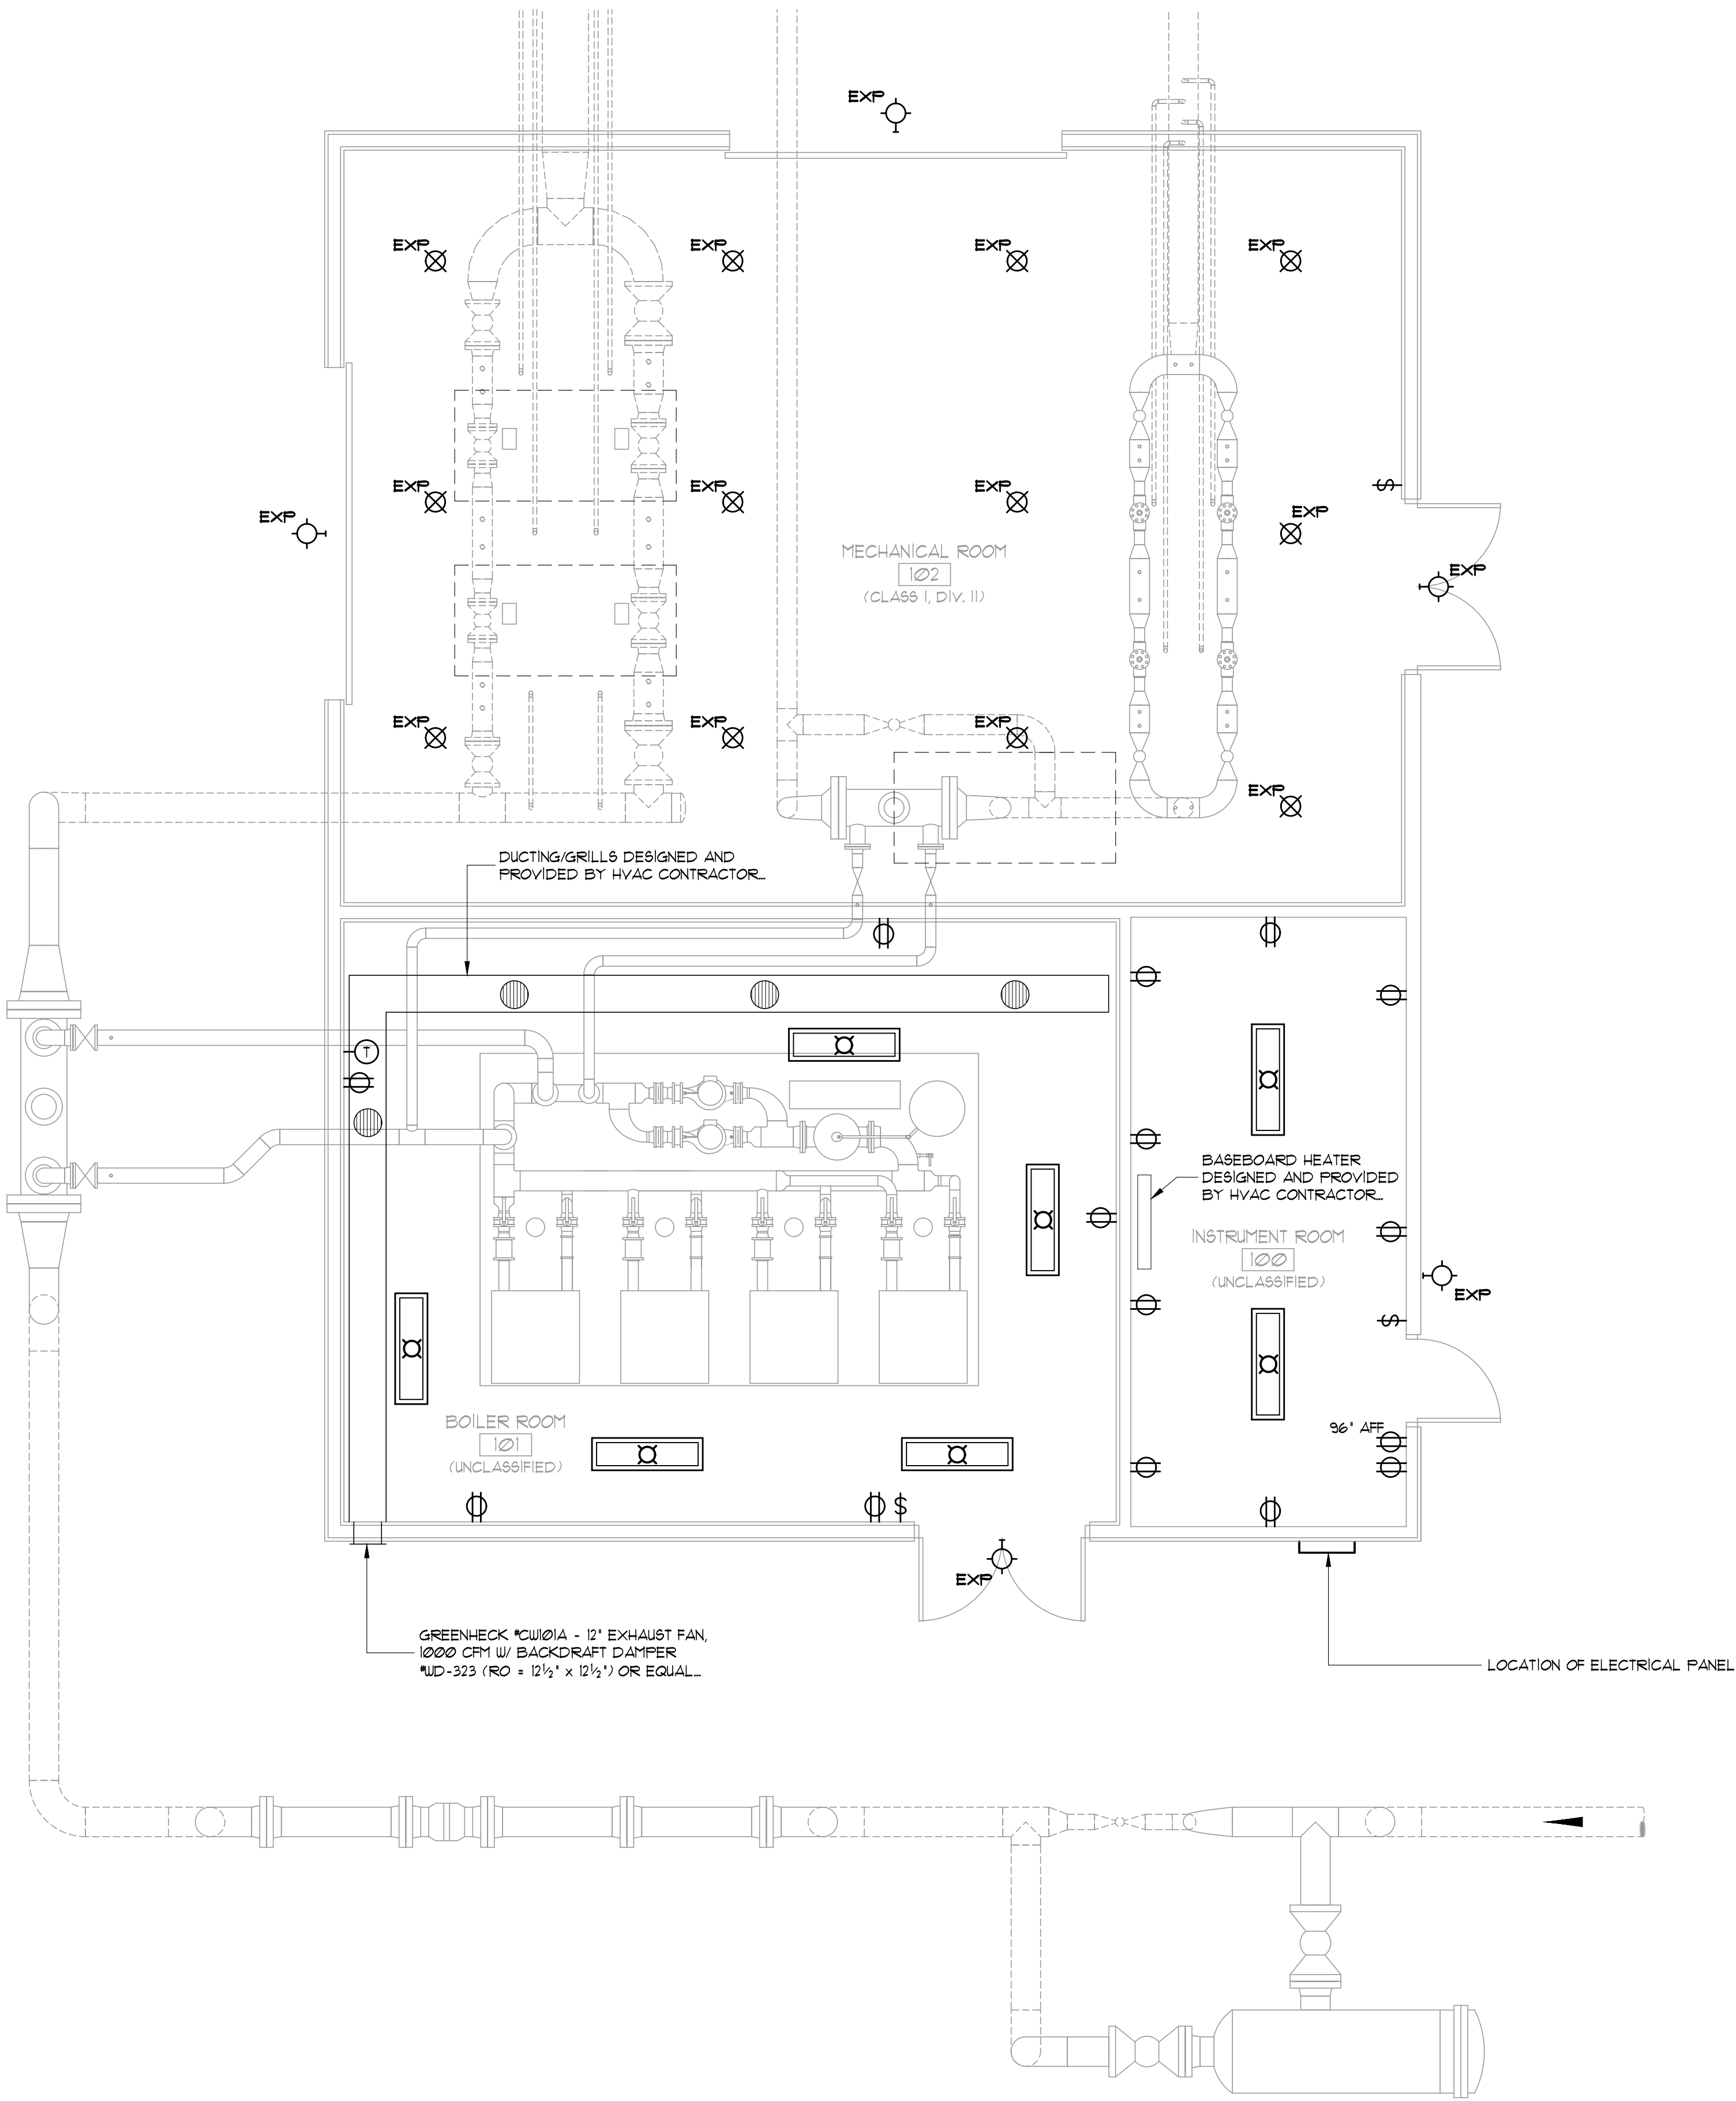 EXP
EXP
EXP
EXP
EXP
EXP
EXP
EXP
EXP
EXP
$
EXP
MECHANICAL ROOM
102
(CLASS 1, DIV. II)
EXP
EXP
EXP
EXP
EXP
DUCTING/GRILLS DESIGNED AND
PROVIDED BY HVAC CONTRACTOR...
T
BASEBOARD HEATER
DESIGNED AND PROVIDED
BY HVAC CONTRACTOR...
INSTRUMENT ROOM
100
(UNCLASSIFIED)
EXP
$
BOILER ROOM
101
(UNCLASSIFIED)
96" AFF
$
EXP
GREENHECK #CW101A - 12" EXHAUST FAN,
1000 CFM W/ BACKDRAFT DAMPER
#WD-323 (RO = 12½" x 12½") OR EQUAL...
LOCATION OF ELECTRICAL PANEL